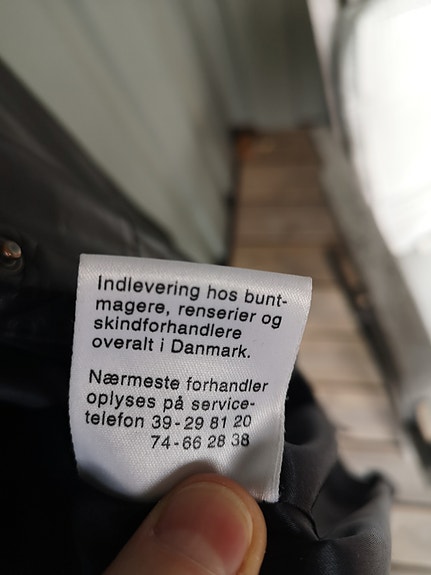 Indlevering hos bunt-
magere, renserier og
skindforhandlere
overalt i Danmark.
Nærmeste forhandler
oplyses på service-
telefon 39-29 81 20
74-66 28 38